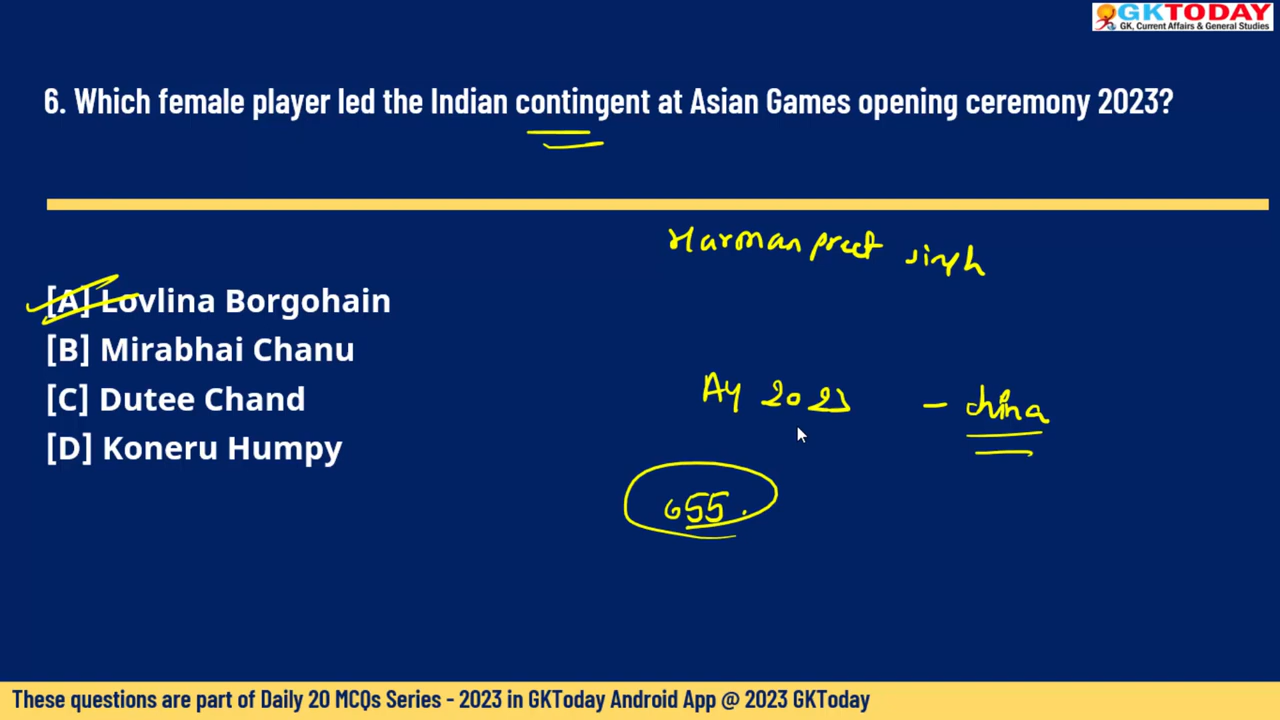 GKTODAY
GK, Current Affairs & General Studies
6. Which female player led the Indian contingent at Asian Games opening ceremony 2023?
Harmanpreet singh
[A] Lovlina Borgohain
[B] Mirabhai Chanu
[C] Dutee Chand
[D] Koneru Humpy
2023 - china
655.
These questions are part of Daily 20 MCQs Series - 2023 in GKToday Android App @ 2023 GKToday